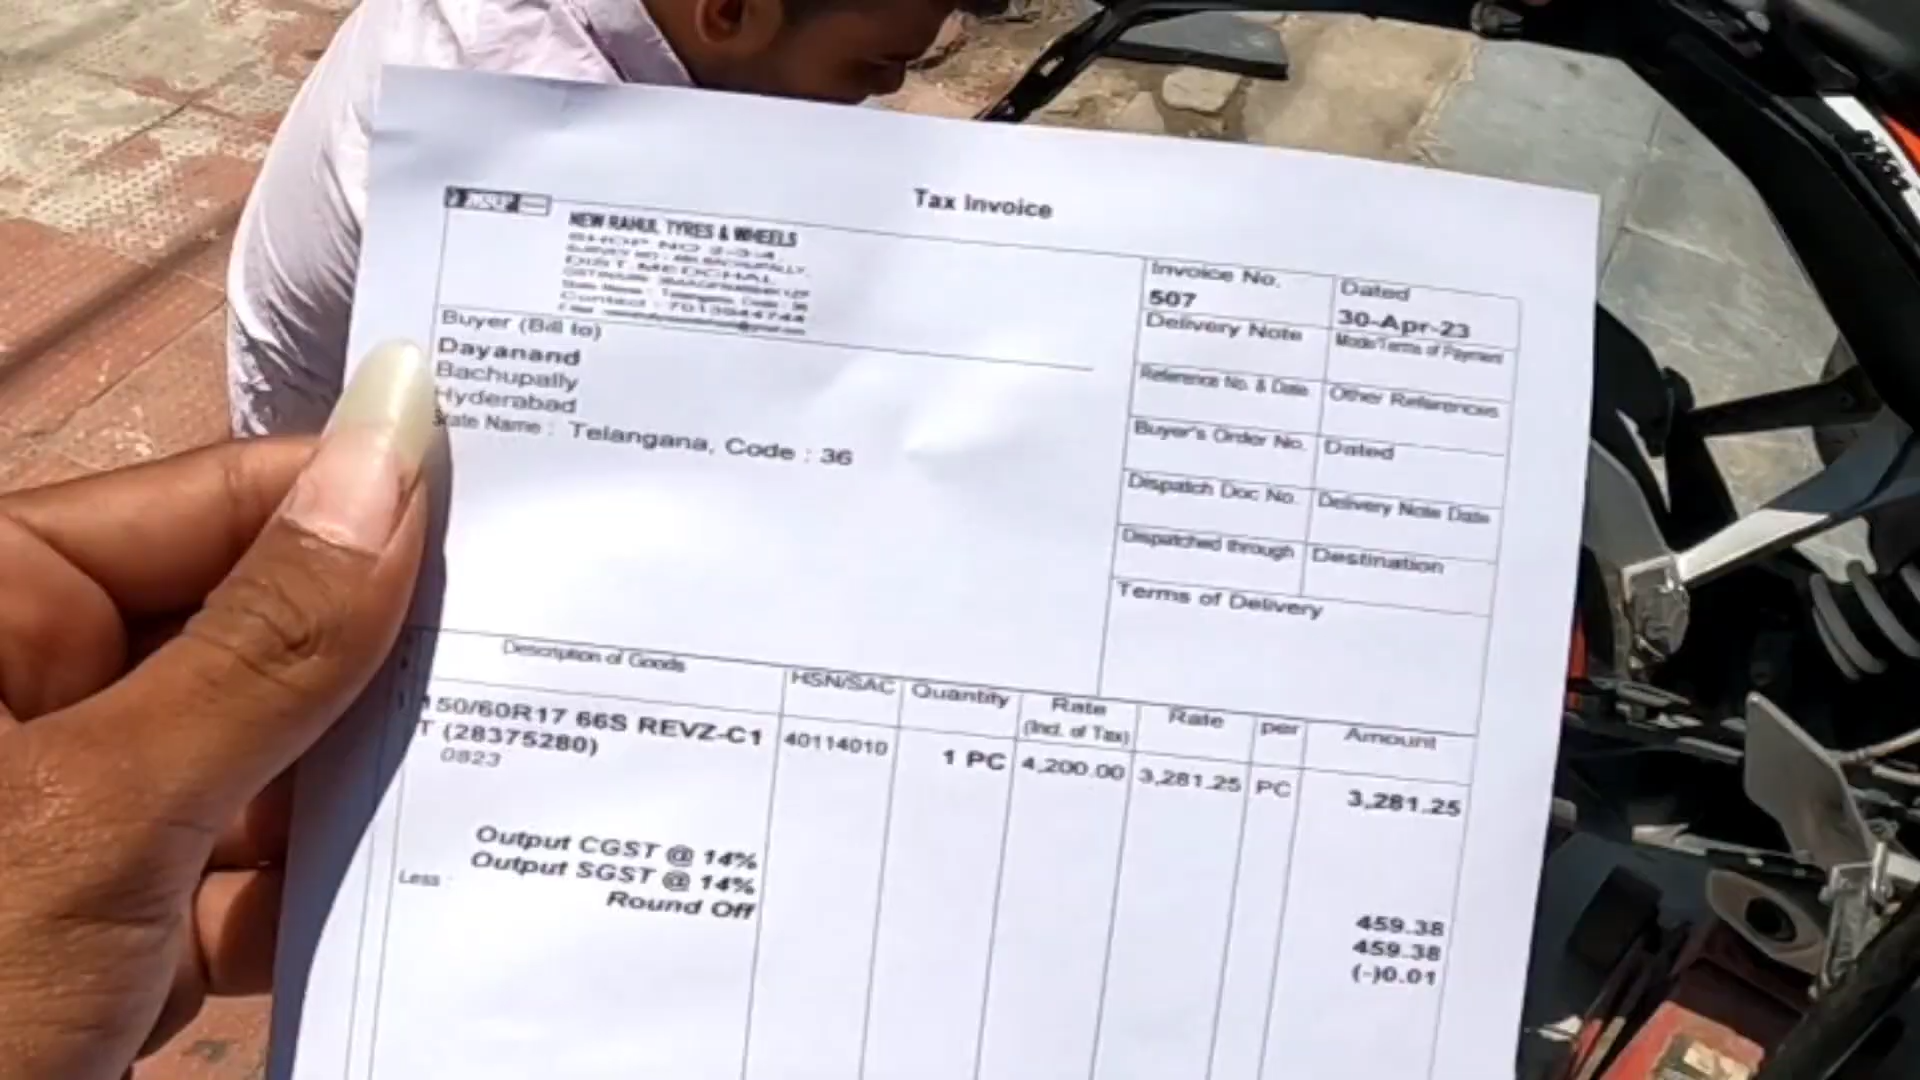 Tax Invoice
NEW RAHUL TYRES & WHEELS
SHOP NO 2-3-4
DIST MEDCHAL
State Name : Telangana, Code : 36
Contact : 7013944744
Invoice No.
507
Dated
30-Apr-23
Delivery Note
Mode/Terms of Payment
Reference No. & Date
Other References
Buyer's Order No.
Dated
Dispatch Doc No.
Delivery Note Date
Dispatched through
Destination
Terms of Delivery
Buyer (Bill to)
Dayanand
Bachupally
Hyderabad
State Name : Telangana, Code : 36
Description of Goods HSN/SAC Quantity Rate (Incl. of Tax) Rate per Amount
150/60R17 66S REVZ-C1 40114010 1 PC 4,200.00 3,281.25 PC 3,281.25
T (28375280)
0823
Output CGST @ 14% 459.38
Output SGST @ 14% 459.38
Less : Round Off (-)0.01